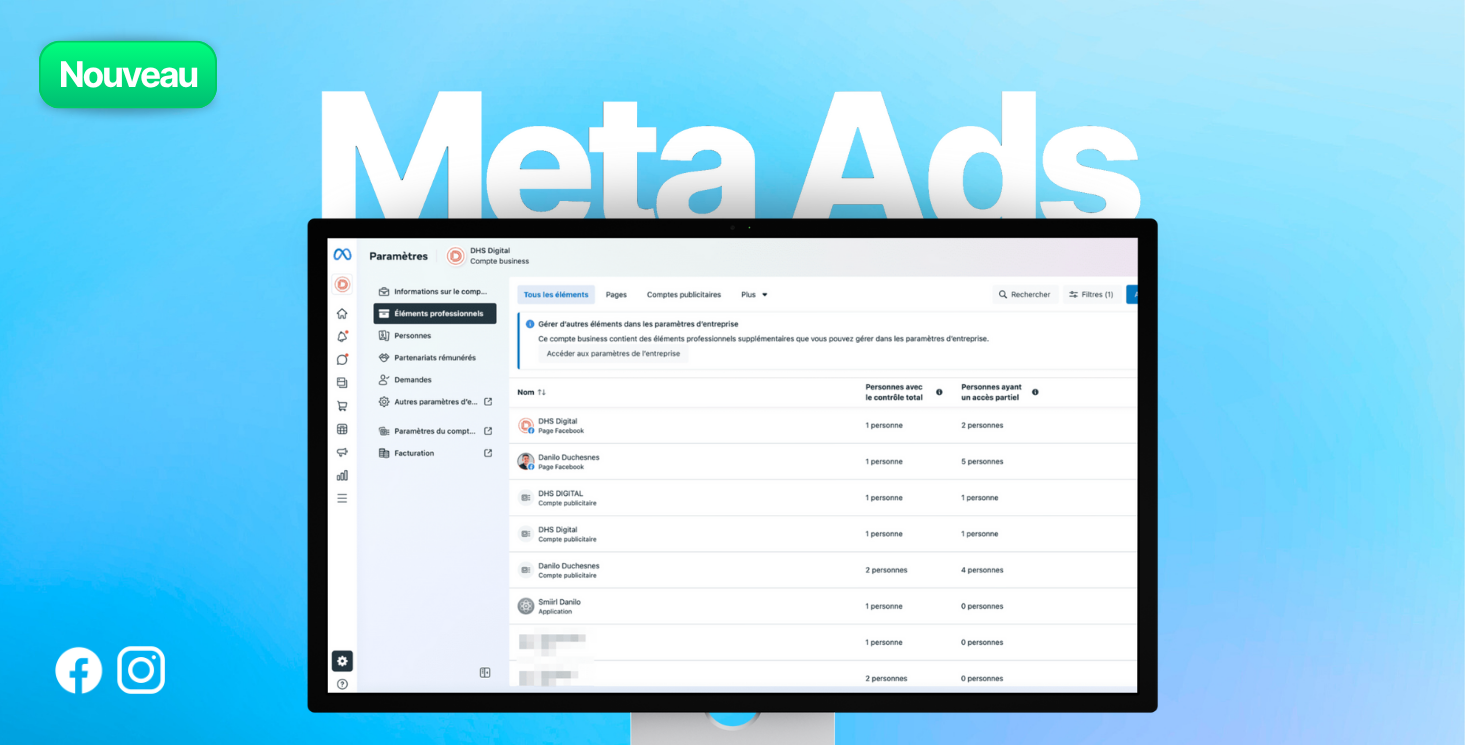 Nouveau
Meta Ads
Paramètres
DHS Digital
Compte business
Informations sur le comp...
Éléments professionnels
Personnes
Partenariats rémunérés
Demandes
Autres paramètres d'e...
Paramètres du compt...
Facturation
Tous les éléments Pages Comptes publicitaires Plus
Rechercher Filtres (1)
Gérer d'autres éléments dans les paramètres d'entreprise
Ce compte business contient des éléments professionnels supplémentaires que vous pouvez gérer dans les paramètres d'entreprise.
Accéder aux paramètres de l'entreprise
Nom
Personnes avec
le contrôle total
Personnes ayant
un accès partiel
DHS Digital
Page Facebook
1 personne 2 personnes
Danilo Duchesnes
Page Facebook
1 personne 5 personnes
DHS DIGITAL
Compte publicitaire
1 personne 1 personne
DHS Digital
Compte publicitaire
1 personne 1 personne
Danilo Duchesnes
Compte publicitaire
2 personnes 4 personnes
Smiirl Danilo
Application
1 personne 0 personnes
1 personne 0 personnes
2 personnes 0 personnes